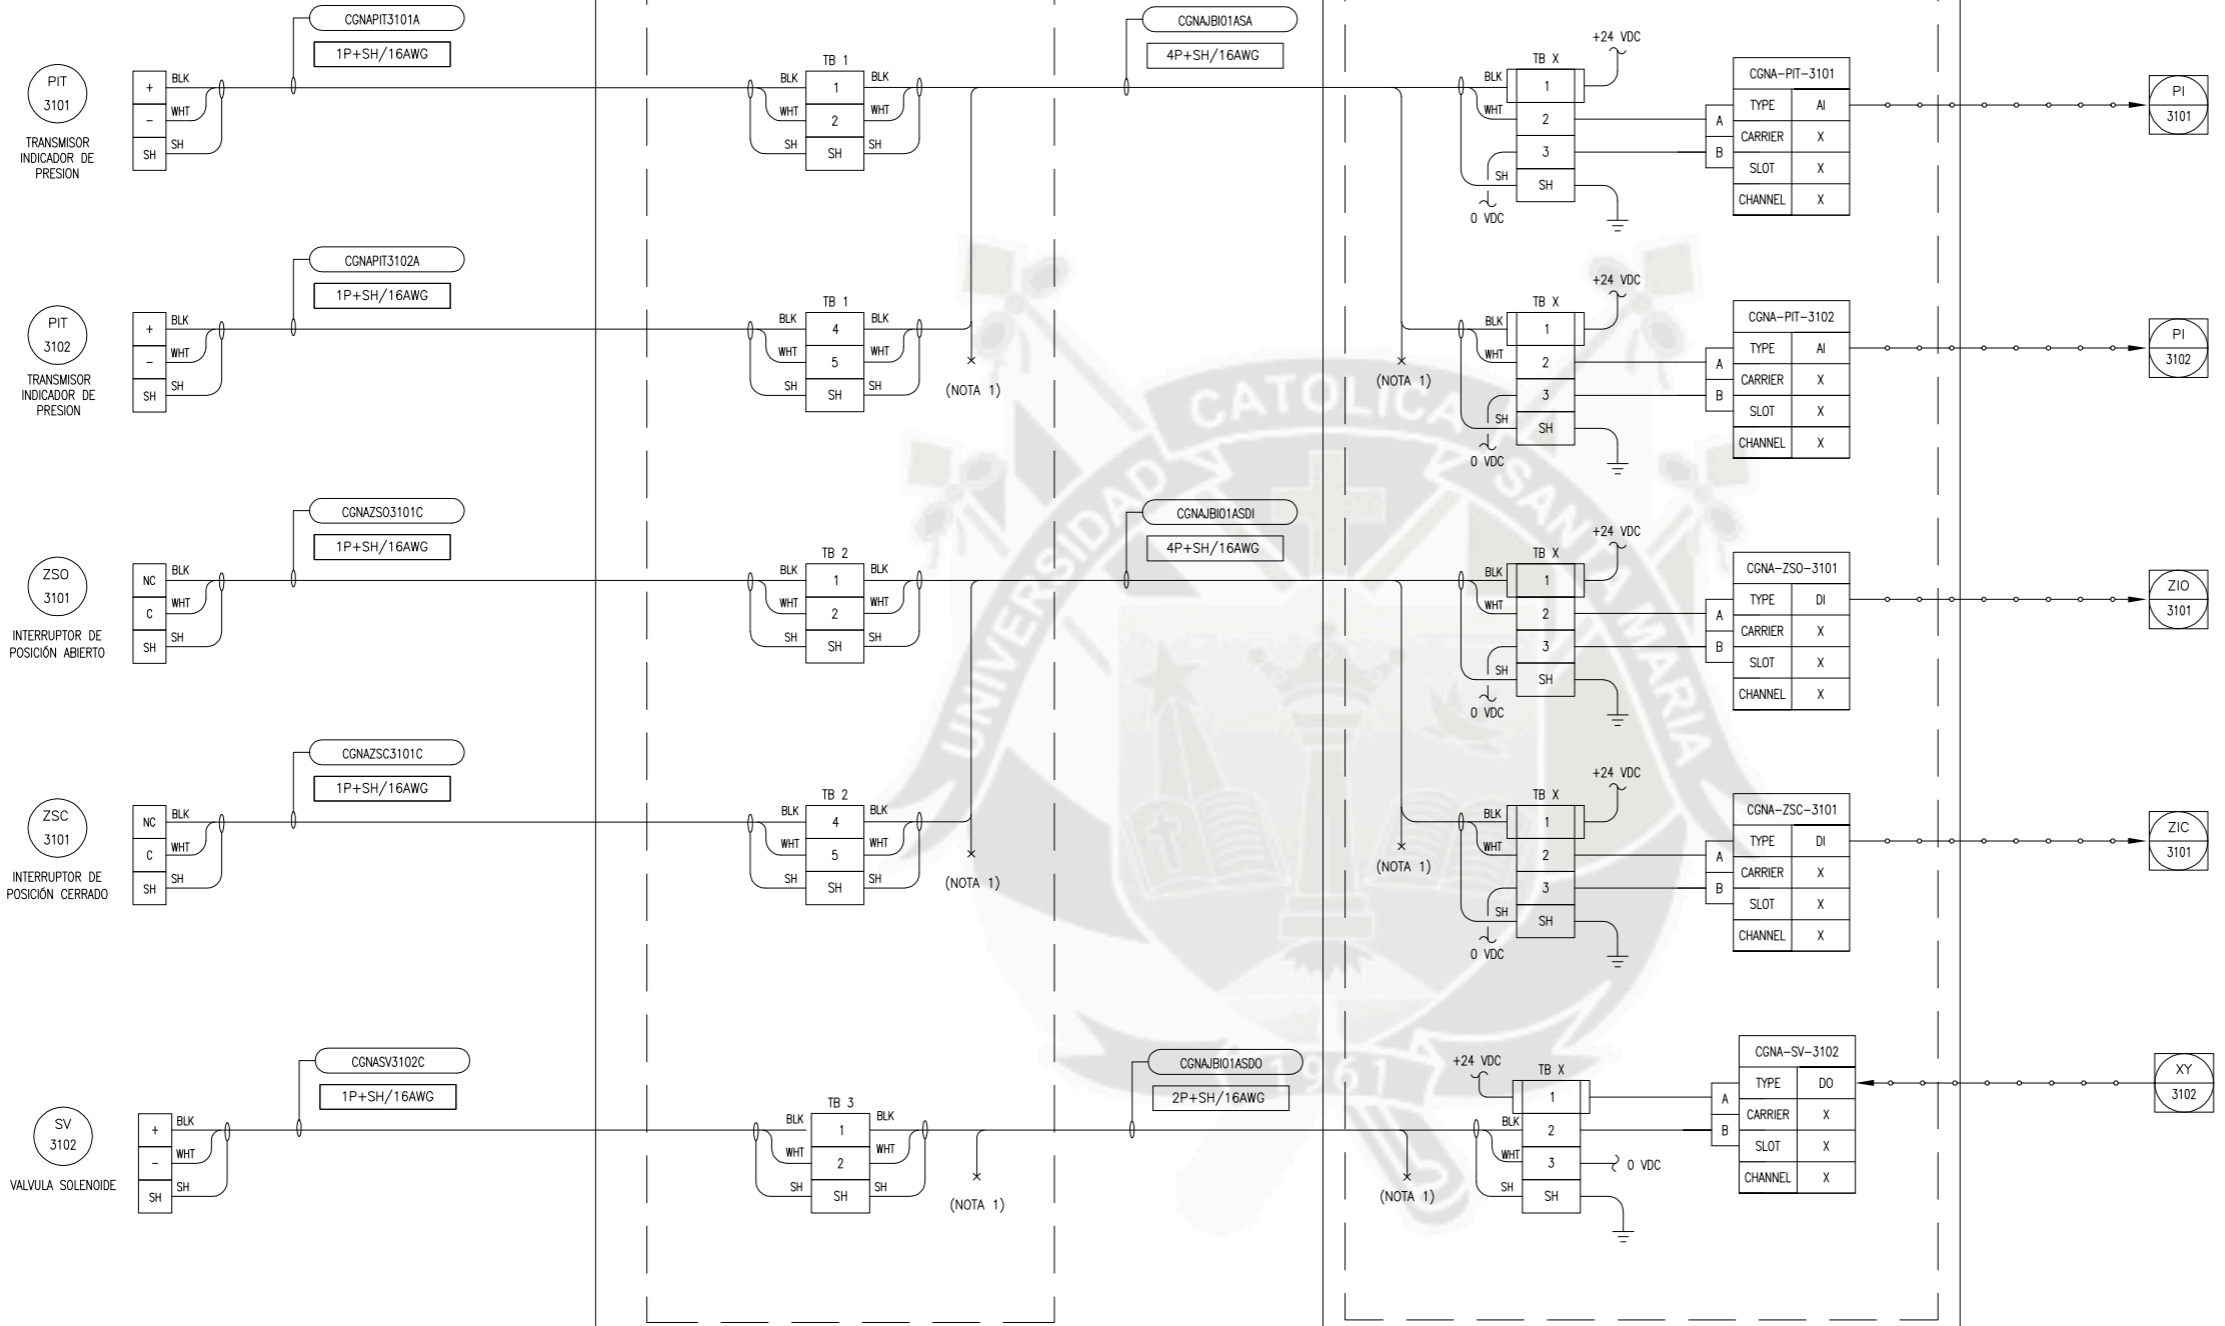 CGNAPIT3101A
1P+SH/16AWG
CGNAJBI01ASA
4P+SH/16AWG
PIT
3101
TRANSMISOR
INDICADOR DE
PRESION
+ BLK
- WHT
SH SH
TB 1
BLK 1 BLK
WHT 2 WHT
SH SH SH
TB X
+24 VDC
BLK 1
WHT 2
3
SH SH
0 VDC
CGNA-PIT-3101
A
B
TYPE AI
CARRIER X
SLOT X
CHANNEL X
PI
3101
CGNAPIT3102A
1P+SH/16AWG
PIT
3102
TRANSMISOR
INDICADOR DE
PRESION
+ BLK
- WHT
SH SH
TB 1
BLK 4 BLK
WHT 5 WHT
SH SH SH
(NOTA 1)
(NOTA 1)
TB X
+24 VDC
BLK 1
WHT 2
3
SH SH
0 VDC
CGNA-PIT-3102
A
B
TYPE AI
CARRIER X
SLOT X
CHANNEL X
PI
3102
CGNAZSO3101C
1P+SH/16AWG
CGNAJBI01ASDI
4P+SH/16AWG
ZSO
3101
INTERRUPTOR DE
POSICIÓN ABIERTO
NC BLK
C WHT
SH SH
TB 2
BLK 1 BLK
WHT 2 WHT
SH SH SH
TB X
+24 VDC
BLK 1
WHT 2
3
SH SH
0 VDC
CGNA-ZSO-3101
A
B
TYPE DI
CARRIER X
SLOT X
CHANNEL X
ZIO
3101
CGNAZSC3101C
1P+SH/16AWG
ZSC
3101
INTERRUPTOR DE
POSICIÓN CERRADO
NC BLK
C WHT
SH SH
TB 2
BLK 4 BLK
WHT 5 WHT
SH SH SH
(NOTA 1)
(NOTA 1)
TB X
+24 VDC
BLK 1
WHT 2
3
SH SH
0 VDC
CGNA-ZSC-3101
A
B
TYPE DI
CARRIER X
SLOT X
CHANNEL X
ZIC
3101
CGNASV3102C
1P+SH/16AWG
CGNAJBI01ASDO
2P+SH/16AWG
SV
3102
VALVULA SOLENOIDE
+ BLK
- WHT
SH SH
TB 3
BLK 1 BLK
WHT 2 WHT
SH SH SH
(NOTA 1)
(NOTA 1)
+24 VDC
TB X
1
BLK 2
WHT 3 0 VDC
SH SH
CGNA-SV-3102
A
B
TYPE DO
CARRIER X
SLOT X
CHANNEL X
XY
3102
UNIVERSIDAD CATOLICA SANTA MARIA
1961